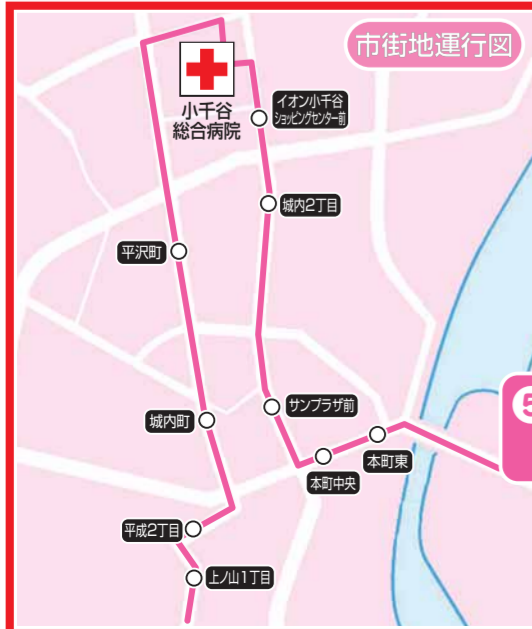 市街地運行図
小千谷
総合病院
イオン小千谷
ショッピングセンター前
城内2丁目
平沢町
サンプラザ前
城内町
本町東
本町中央
平成2丁目
上ノ山1丁目
5